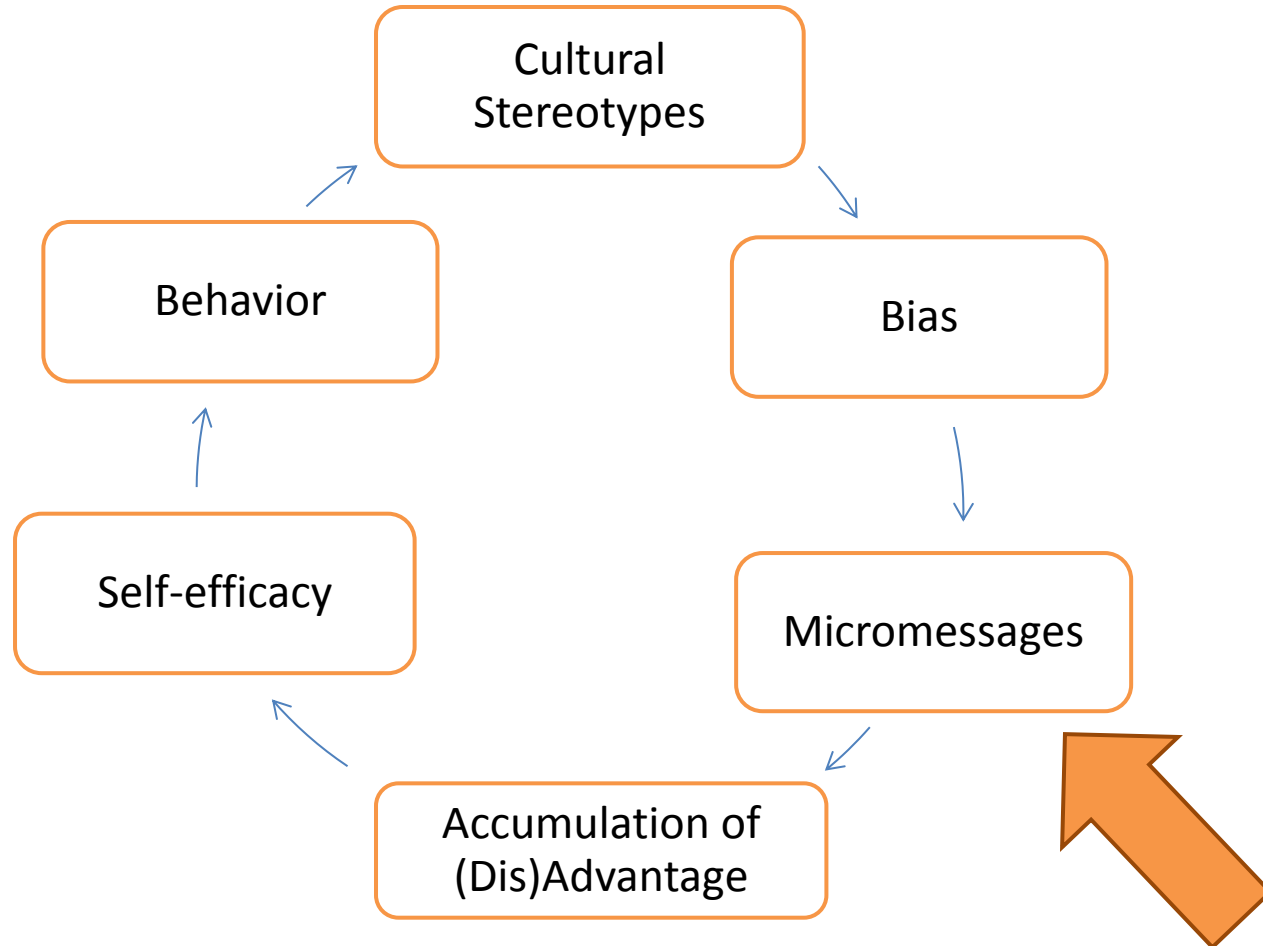 Cultural
Stereotypes
Bias
Micromessages
Accumulation of
(Dis)Advantage
Self-efficacy
Behavior